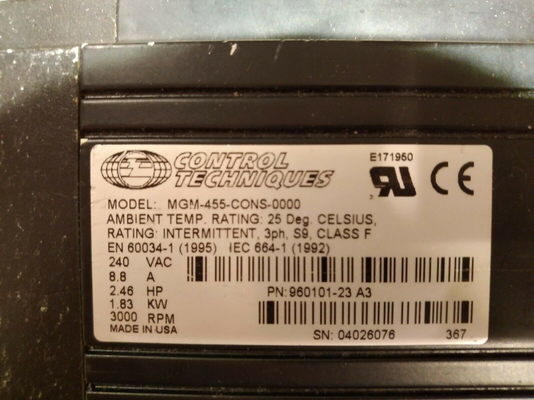 CONTROL
TECHNIQUES
E171950
MODEL: MGM-455-CONS-0000
AMBIENT TEMP. RATING: 25 Deg. CELSIUS,
RATING: INTERMITTENT, 3ph, S9, CLASS F
EN 60034-1 (1995) IEC 664-1 (1992)
240 VAC
8.8 A
2.46 HP PN: 960101-23 A3
1.83 KW
3000 RPM
MADE IN USA SN: 04026076 367